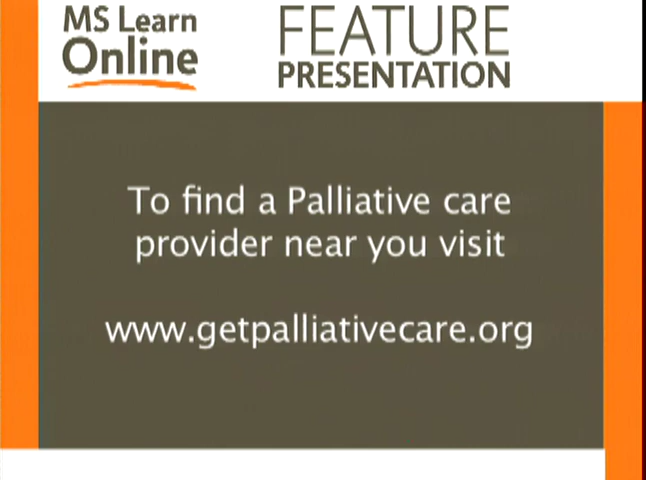 MS Learn
Online
FEATURE
PRESENTATION
To find a Palliative care
provider near you visit
www.getpalliativecare.org